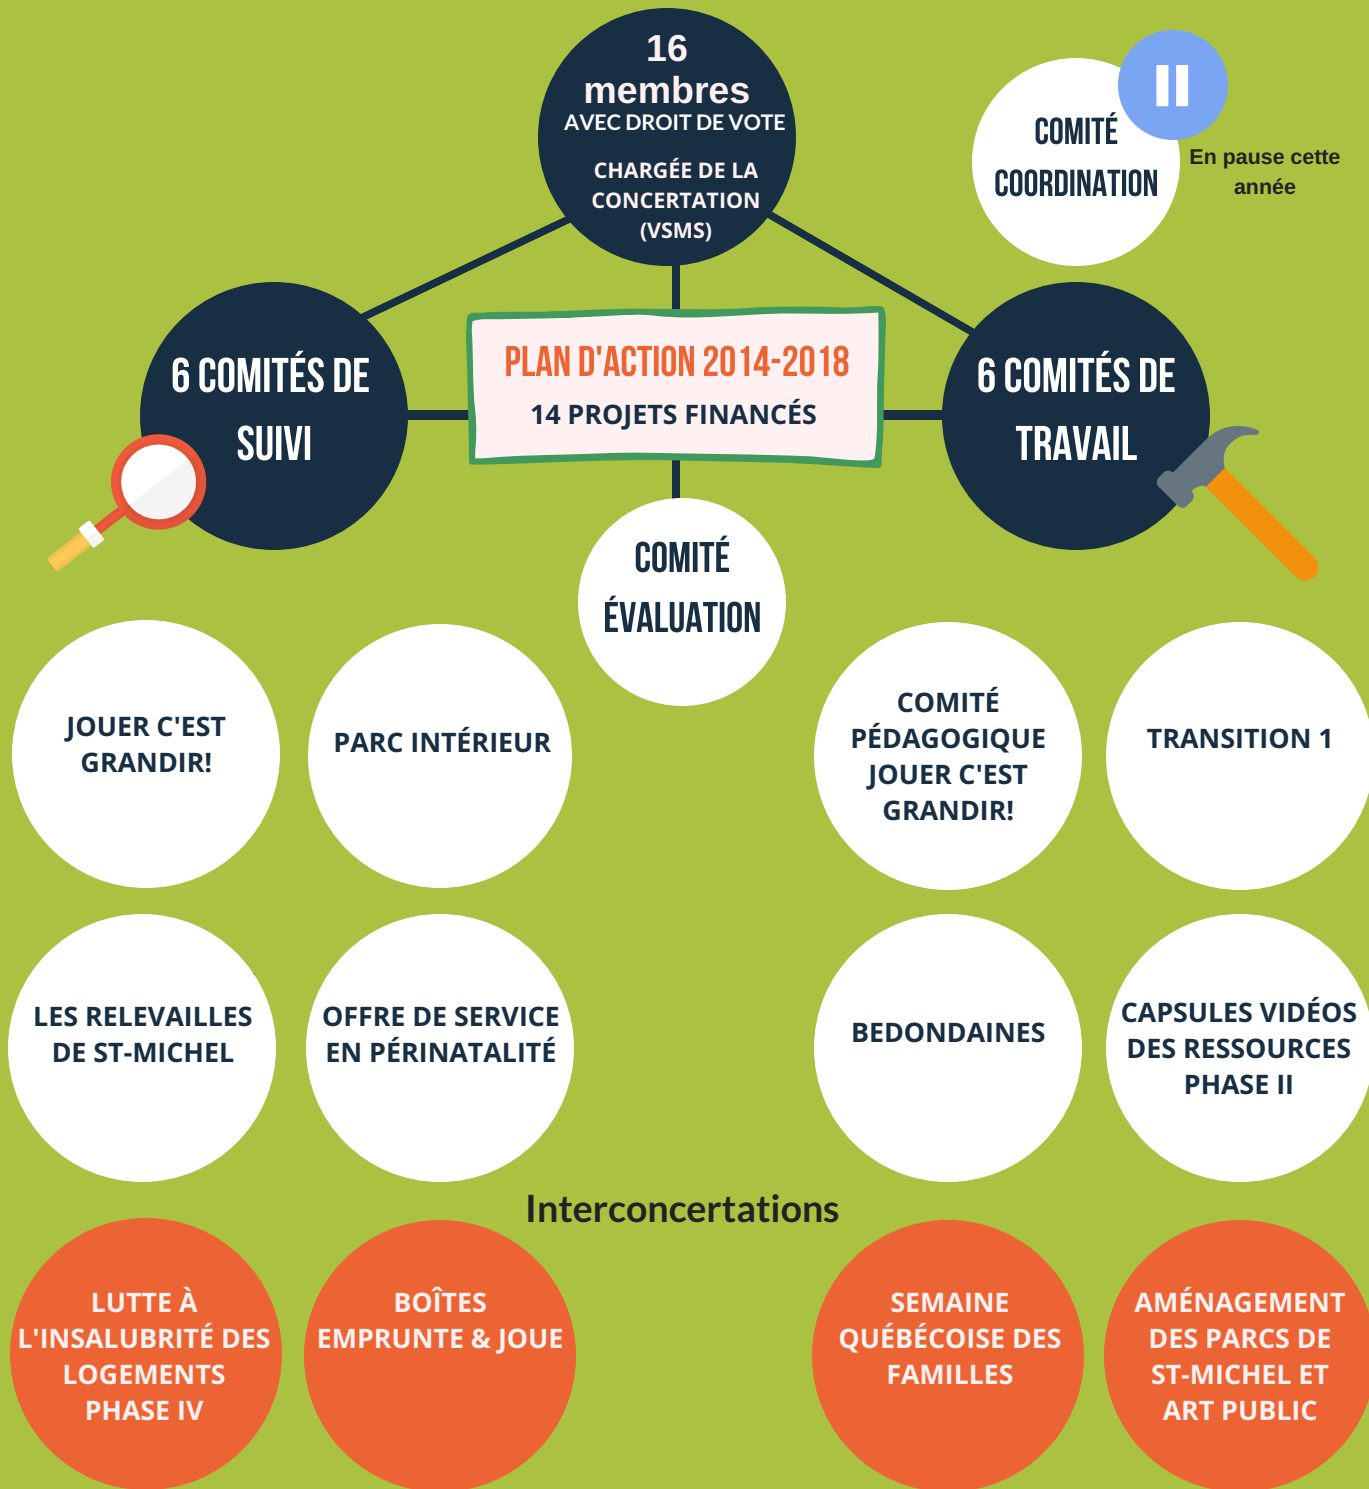 16
membres
AVEC DROIT DE VOTE
CHARGÉE DE LA
CONCERTATION
(VSMS)
COMITÉ
COORDINATION
En pause cette
année
6 COMITÉS DE
SUIVI
PLAN D'ACTION 2014-2018
14 PROJETS FINANCÉS
6 COMITÉS DE
TRAVAIL
COMITÉ
ÉVALUATION
JOUER C'EST
GRANDIR!
PARC INTÉRIEUR
COMITÉ
PÉDAGOGIQUE
JOUER C'EST
GRANDIR!
TRANSITION 1
LES RELEVAILLES
DE ST-MICHEL
OFFRE DE SERVICE
EN PÉRINATALITÉ
BEDONDAINES
CAPSULES VIDÉOS
DES RESSOURCES
PHASE II
Interconcertations
LUTTE À
L'INSALUBRITÉ DES
LOGEMENTS
PHASE IV
BOÎTES
EMPRUNTE & JOUE
SEMAINE
QUÉBÉCOISE DES
FAMILLES
AMÉNAGEMENT
DES PARCS DE
ST-MICHEL ET
ART PUBLIC